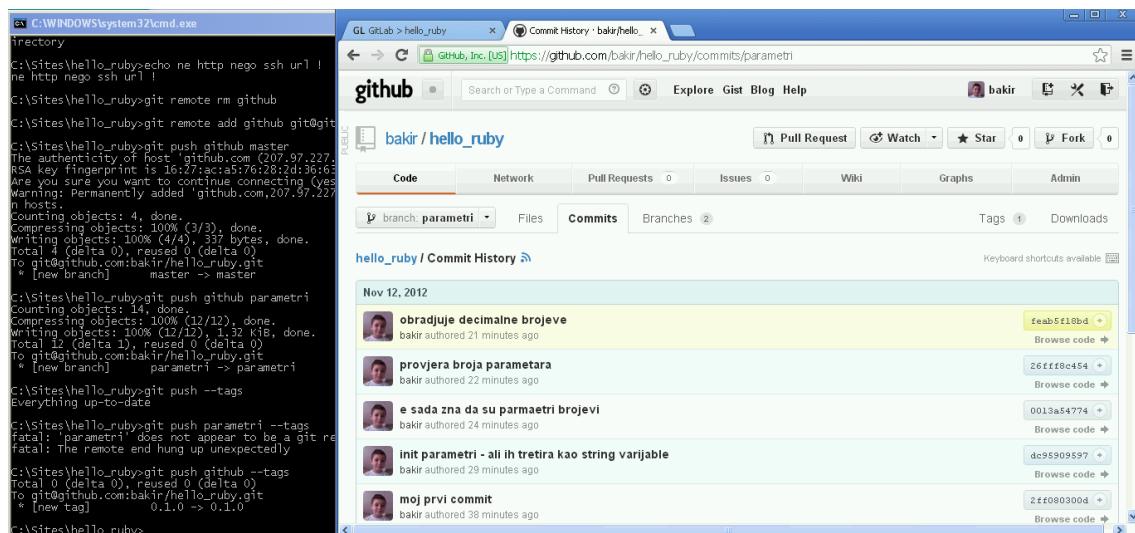 C:\WINDOWS\system32\cmd.exe
irectory
C:\Sites\hello_ruby>echo ne http nego ssh url !
ne http nego ssh url !
C:\Sites\hello_ruby>git remote rm github
C:\Sites\hello_ruby>git remote add github git@git
C:\Sites\hello_ruby>git push github master
The authenticity of host 'github.com (207.97.227.
RSA key fingerprint is 16:27:ac:a5:76:28:2d:36:63
Are you sure you want to continue connecting (yes
Warning: Permanently added 'github.com,207.97.227
n hosts.
Counting objects: 4, done.
Compressing objects: 100% (3/3), done.
Writing objects: 100% (4/4), 337 bytes, done.
Total 4 (delta 0), reused 0 (delta 0)
To git@github.com:bakir/hello_ruby.git
* [new branch] master -> master
C:\Sites\hello_ruby>git push github parametri
Counting objects: 14, done.
Compressing objects: 100% (12/12), done.
Writing objects: 100% (12/12), 1.32 KiB, done.
Total 12 (delta 1), reused 0 (delta 0)
To git@github.com:bakir/hello_ruby.git
* [new branch] parametri -> parametri
C:\Sites\hello_ruby>git push --tags
Everything up-to-date
C:\Sites\hello_ruby>git push parametri --tags
fatal: 'parametri' does not appear to be a git re
fatal: The remote end hung up unexpectedly
C:\Sites\hello_ruby>git push github --tags
Total 0 (delta 0), reused 0 (delta 0)
To git@github.com:bakir/hello_ruby.git
* [new tag] 0.1.0 -> 0.1.0
C:\Sites\hello_ruby>
GL GitLab > hello_ruby
Commit History · bakir/hello_
GitHub, Inc. [US] https://github.com/bakir/hello_ruby/commits/parametri
github Search or Type a Command Explore Gist Blog Help bakir
PUBLIC
bakir / hello_ruby Pull Request Watch Star 0 Fork 0
Code Network Pull Requests 0 Issues 0 Wiki Graphs Admin
branch: parametri Files Commits Branches 2 Tags 1 Downloads
hello_ruby / Commit History Keyboard shortcuts available
Nov 12, 2012
obradjuje decimalne brojeve feab5f18bd
bakir authored 21 minutes ago Browse code
provjera broja parametara 26fff8c454
bakir authored 22 minutes ago Browse code
e sada zna da su parmaetri brojevi 0013a54774
bakir authored 24 minutes ago Browse code
init parametri - ali ih tretira kao string varijable dc95909597
bakir authored 29 minutes ago Browse code
moj prvi commit 2ff080300d
bakir authored 38 minutes ago Browse code